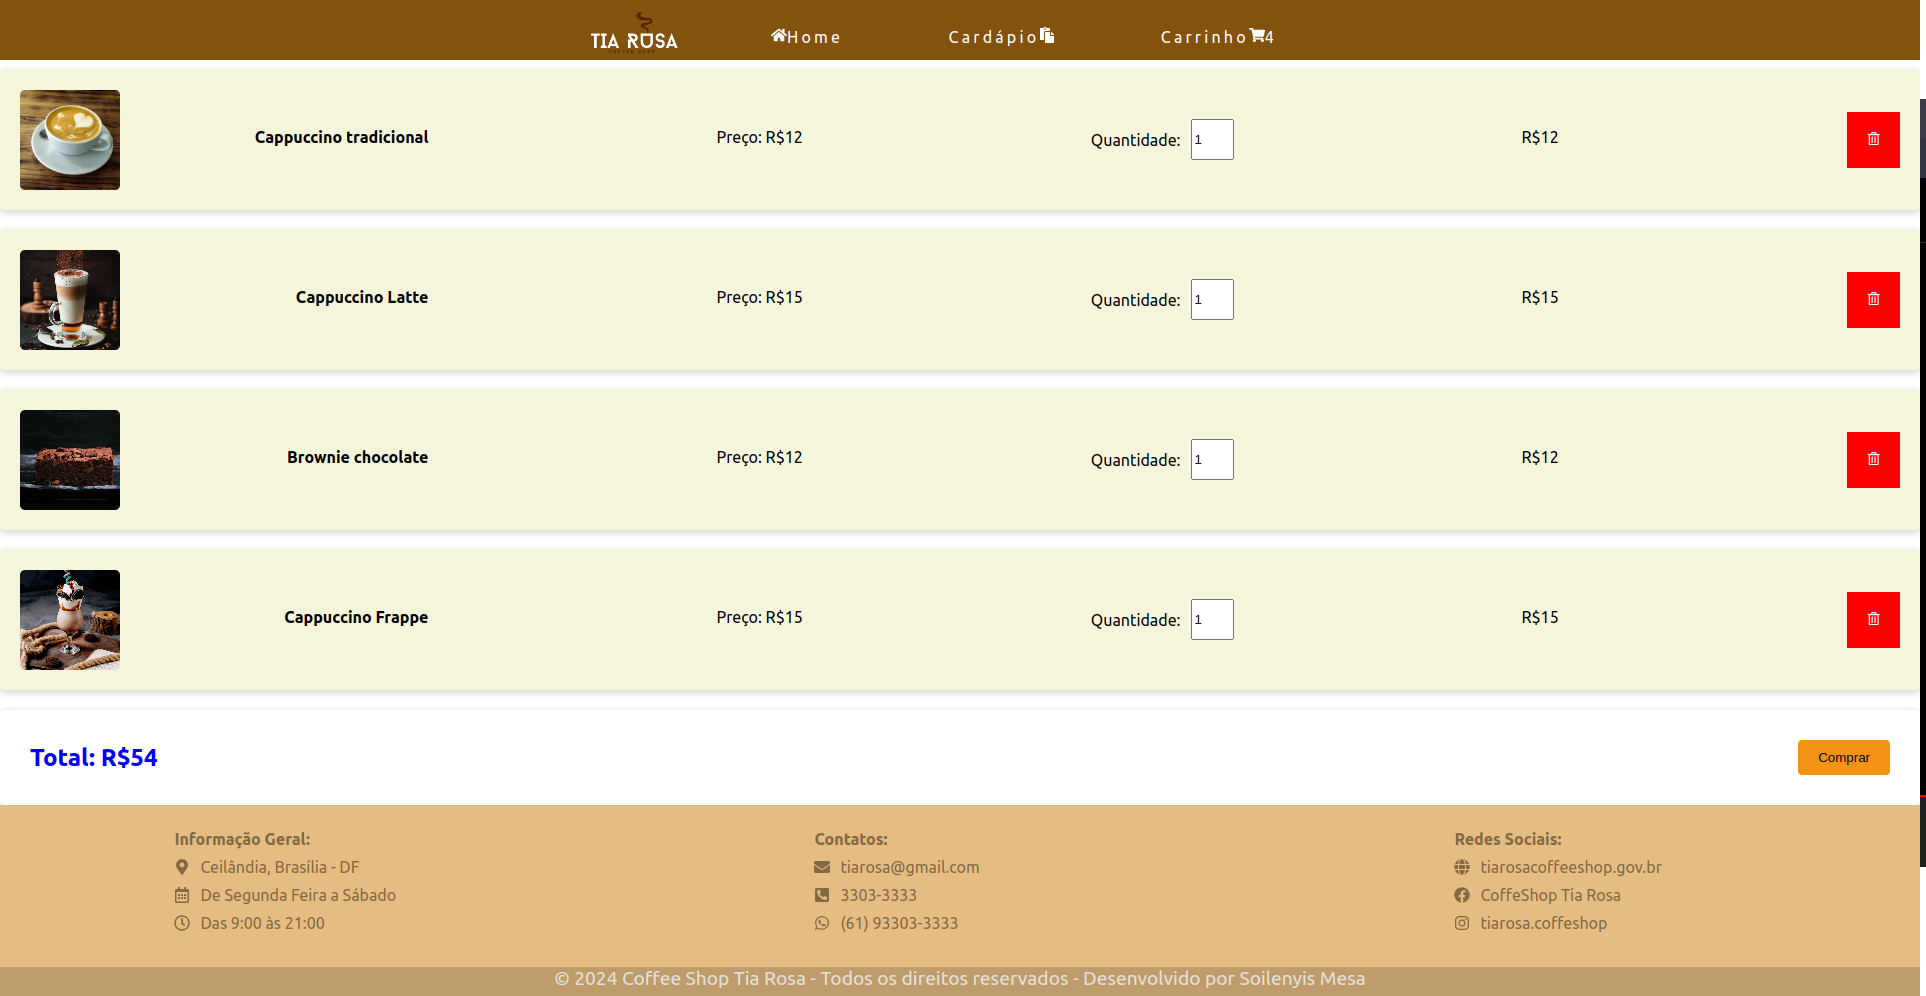 TIA ROSA
Home
Cardápio
Carrinho 4
Cappuccino tradicional
Preço: R$12
Quantidade: 1
R$12
Cappuccino Latte
Preço: R$15
Quantidade: 1
R$15
Brownie chocolate
Preço: R$12
Quantidade: 1
R$12
Cappuccino Frappe
Preço: R$15
Quantidade: 1
R$15
Total: R$54
Comprar
Informação Geral:
Ceilândia, Brasília - DF
De Segunda Feira a Sábado
Das 9:00 às 21:00
Contatos:
tiarosa@gmail.com
3303-3333
(61) 93303-3333
Redes Sociais:
tiarosacoffeeshop.gov.br
CoffeShop Tia Rosa
tiarosa.coffeshop
© 2024 Coffee Shop Tia Rosa - Todos os direitos reservados - Desenvolvido por Soilenyis Mesa